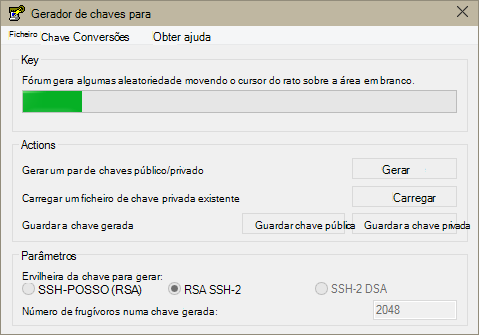 Gerador de chaves para
Ficheiro Chave Conversões Obter ajuda
Key
Fórum gera algumas aleatoriedade movendo o cursor do rato sobre a área em branco.
Actions
Gerar um par de chaves público/privado Gerar
Carregar um ficheiro de chave privada existente Carregar
Guardar a chave gerada Guardar chave pública Guardar a chave privada
Parâmetros
Ervilheira da chave para gerar:
SSH-POSSO (RSA) RSA SSH-2 SSH-2 DSA
Número de frugívoros numa chave gerada: 2048